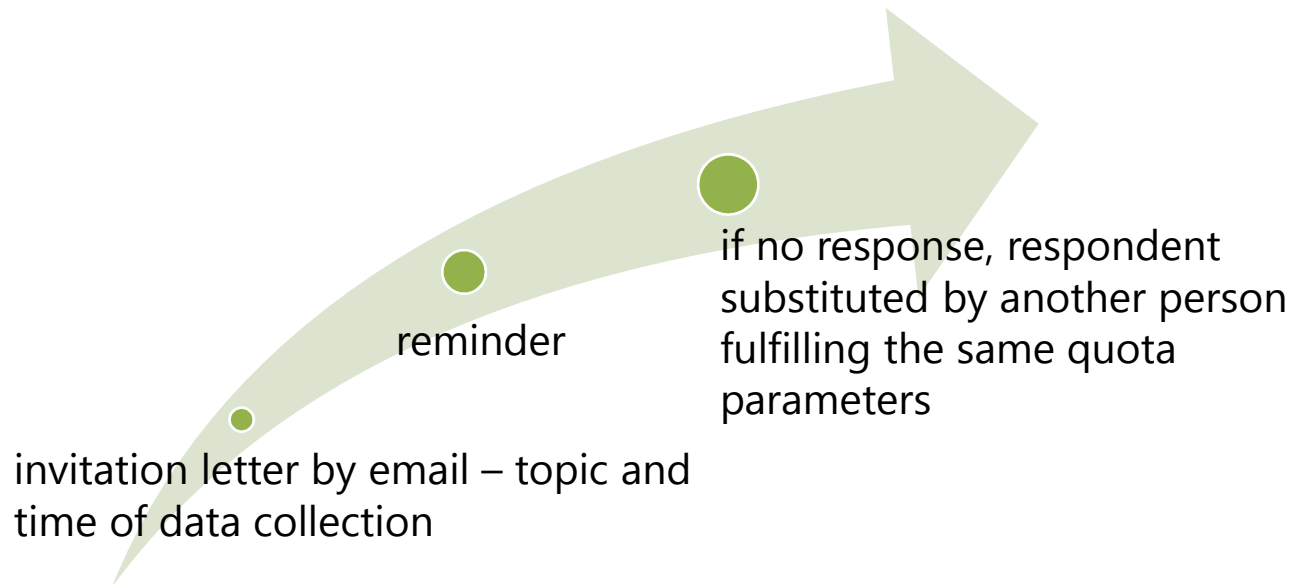 invitation letter by email – topic and
time of data collection
reminder
if no response, respondent
substituted by another person
fulfilling the same quota
parameters